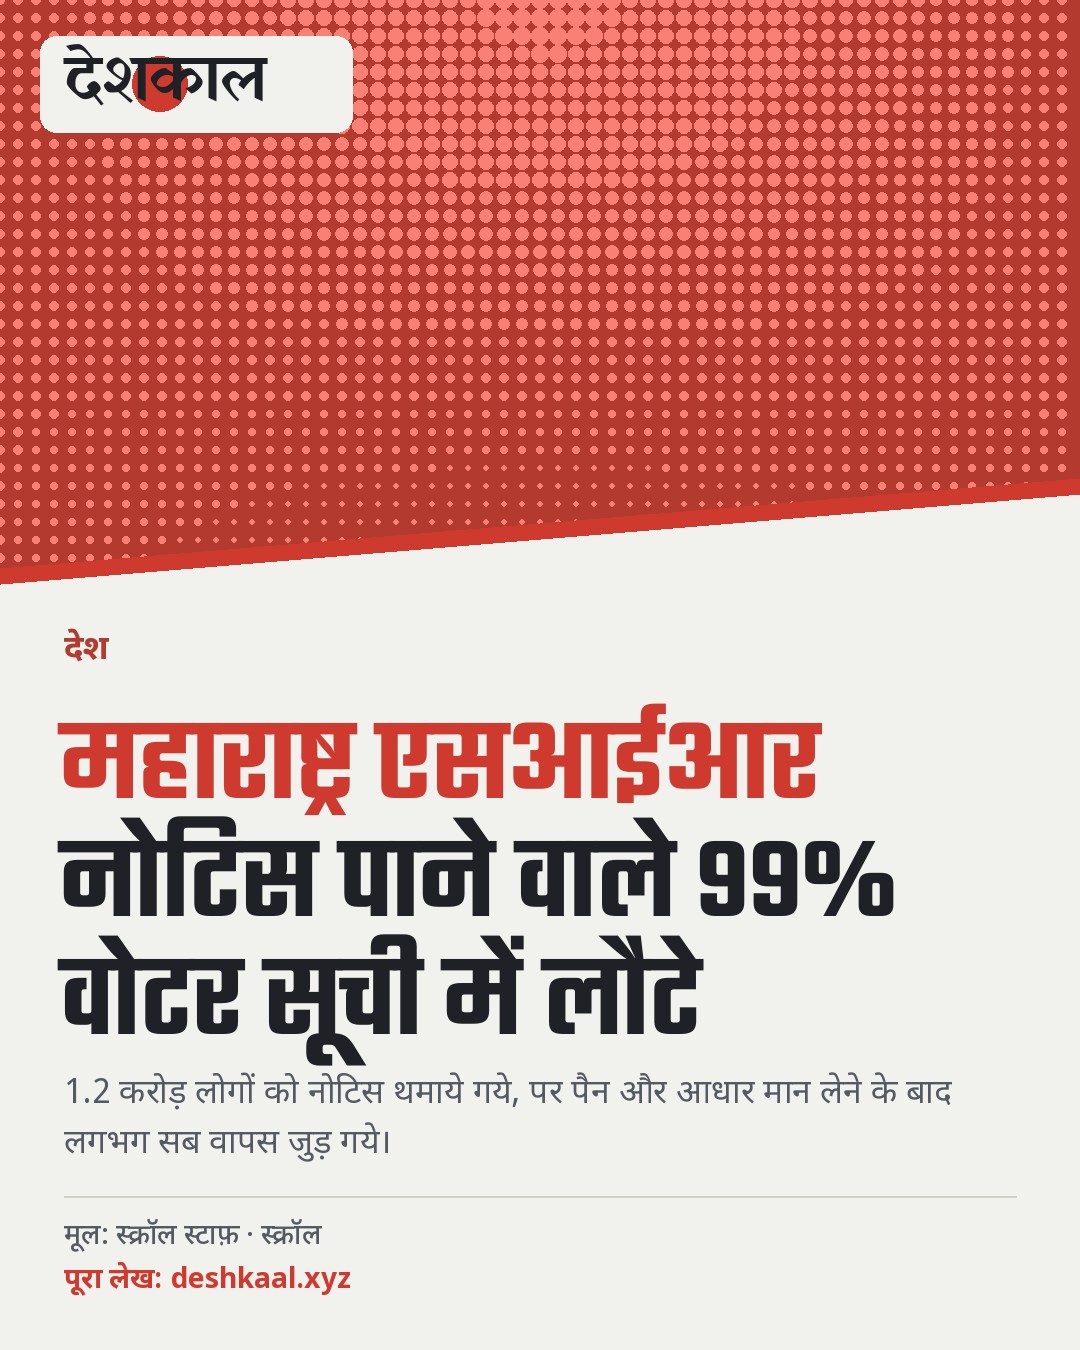 देशकाल
देश
महाराष्ट्र एसआईआर
नोटिस पाने वाले 99%
वोटर सूची में लौटे
1.2 करोड़ लोगों को नोटिस थमाये गये, पर पैन और आधार मान लेने के बाद
लगभग सब वापस जुड़ गये।
मूल: स्क्रॉल स्टाफ़ · स्क्रॉल
पूरा लेख: deshkaal.xyz